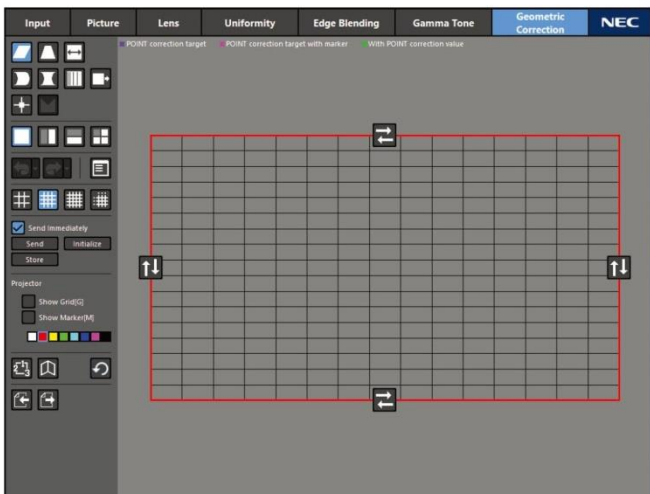 Input
Picture
Lens
Uniformity
Edge Blending
Gamma Tone
Geometric
Correction
NEC
POINT correction target
POINT correction target with marker
With POINT correction value
Send immediately
Send
Initialize
Store
Projector
Show Grid[G]
Show Marker[M]